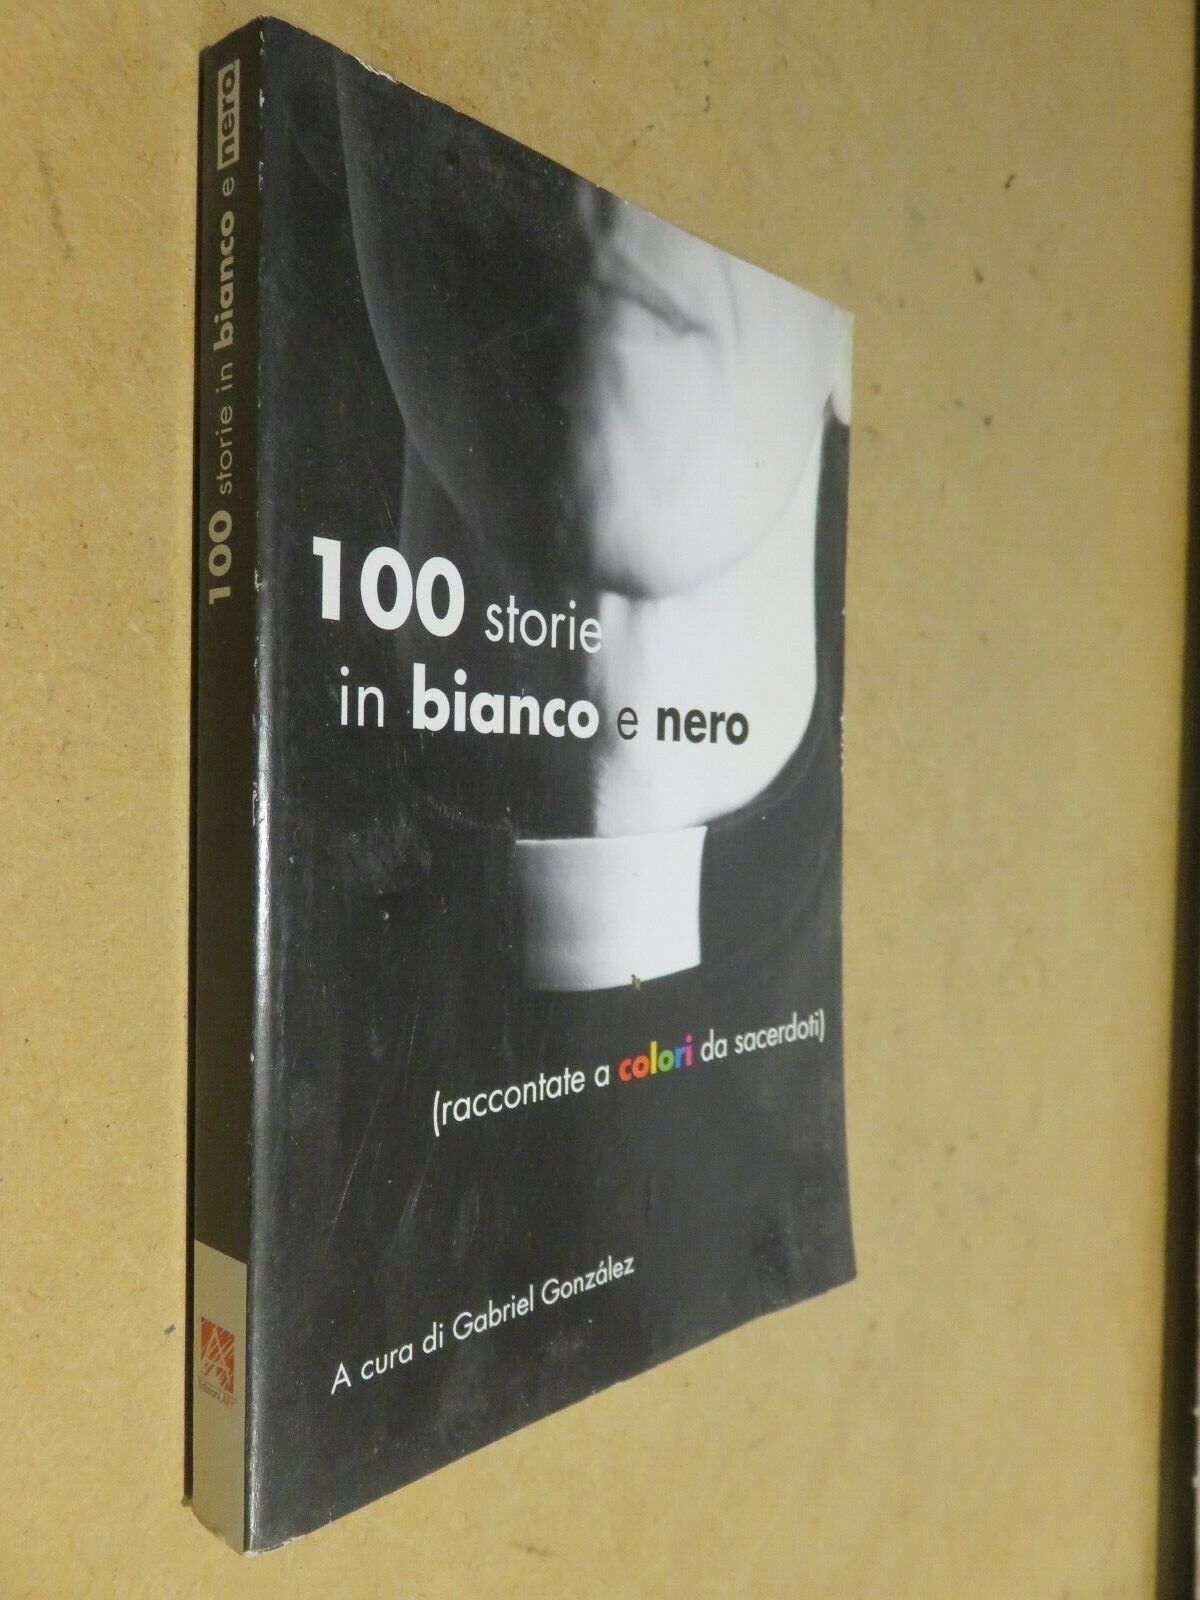 100 storie in bianco e nero
100 storie
in bianco e nero
(raccontate a colori da sacerdoti)
A cura di Gabriel González